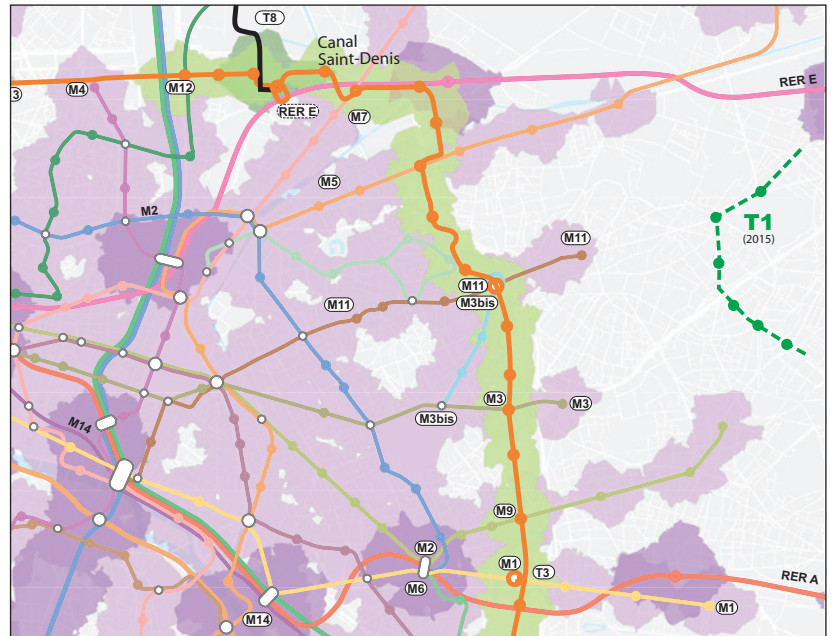 T8
Canal
Saint-Denis
RER E
3
M4
M12
RER E
M7
M5
M2
T1
(2015)
M11
M11
M11
M3bis
M3
M3
M3bis
M14
M9
M2
M1
T3
RER A
M6
M1
M14